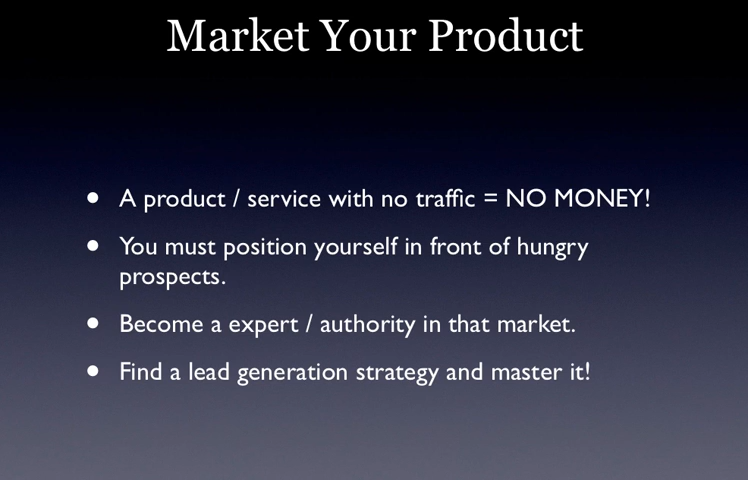 Market Your Product
• A product / service with no traffic = NO MONEY!
• You must position yourself in front of hungry
prospects.
• Become a expert / authority in that market.
• Find a lead generation strategy and master it!